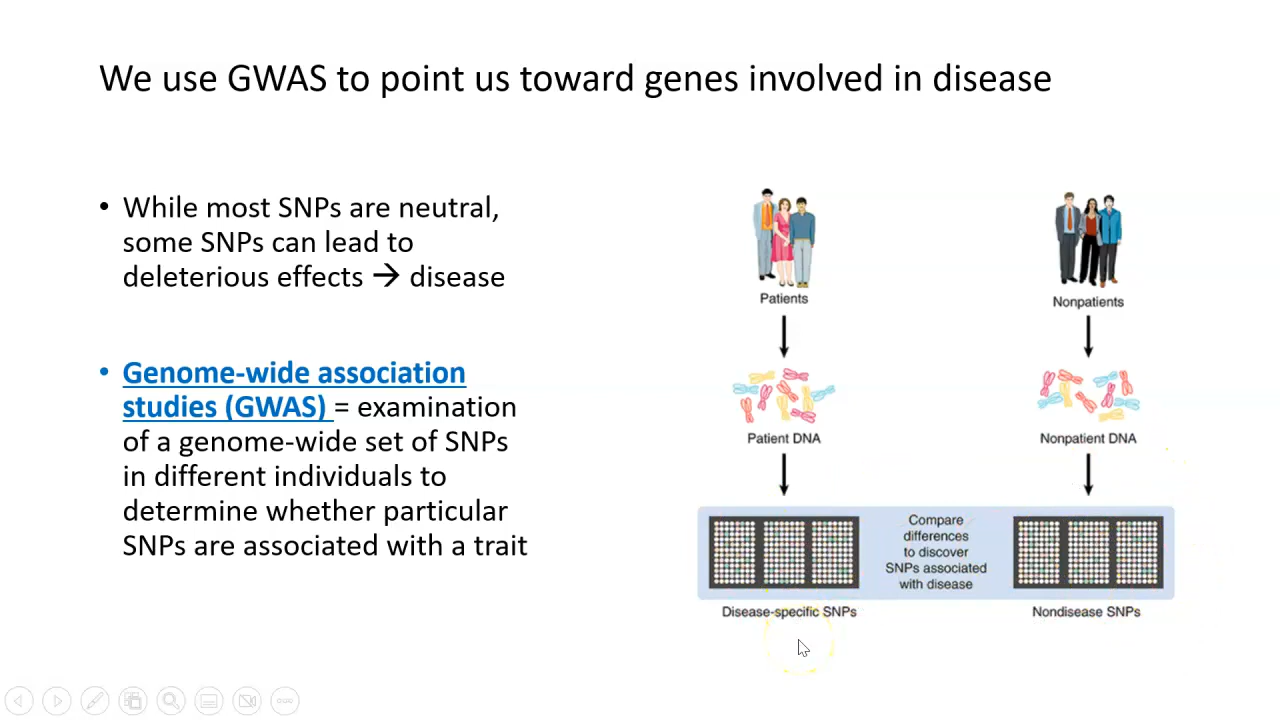 We use GWAS to point us toward genes involved in disease
• While most SNPs are neutral,
some SNPs can lead to
deleterious effects → disease
• Genome-wide association
studies (GWAS) = examination
of a genome-wide set of SNPs
in different individuals to
determine whether particular
SNPs are associated with a trait
Patients
Nonpatients
Patient DNA
Nonpatient DNA
Compare
differences
to discover
SNPs associated
with disease
Disease-specific SNPs
Nondisease SNPs